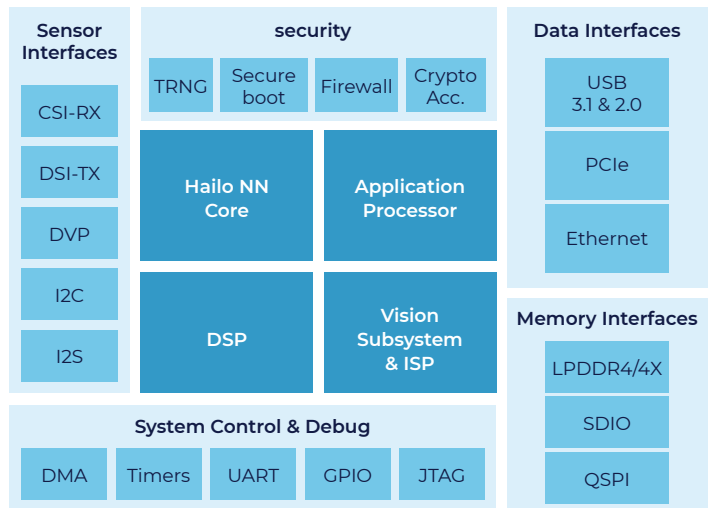 Sensor
Interfaces
CSI-RX
DSI-TX
DVP
I2C
I2S
security
TRNG
Secure
boot
Firewall
Crypto
Acc.
Hailo NN
Core
Application
Processor
DSP
Vision
Subsystem
& ISP
Data Interfaces
USB
3.1 & 2.0
PCIe
Ethernet
Memory Interfaces
LPDDR4/4X
SDIO
QSPI
System Control & Debug
DMA
Timers
UART
GPIO
JTAG